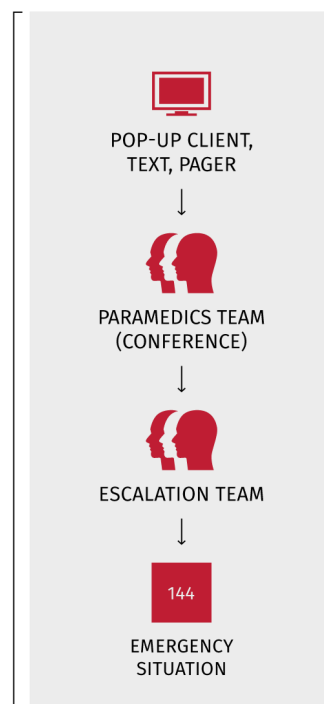 POP-UP CLIENT,
TEXT, PAGER
PARAMEDICS TEAM
(CONFERENCE)
ESCALATION TEAM
144
EMERGENCY
SITUATION